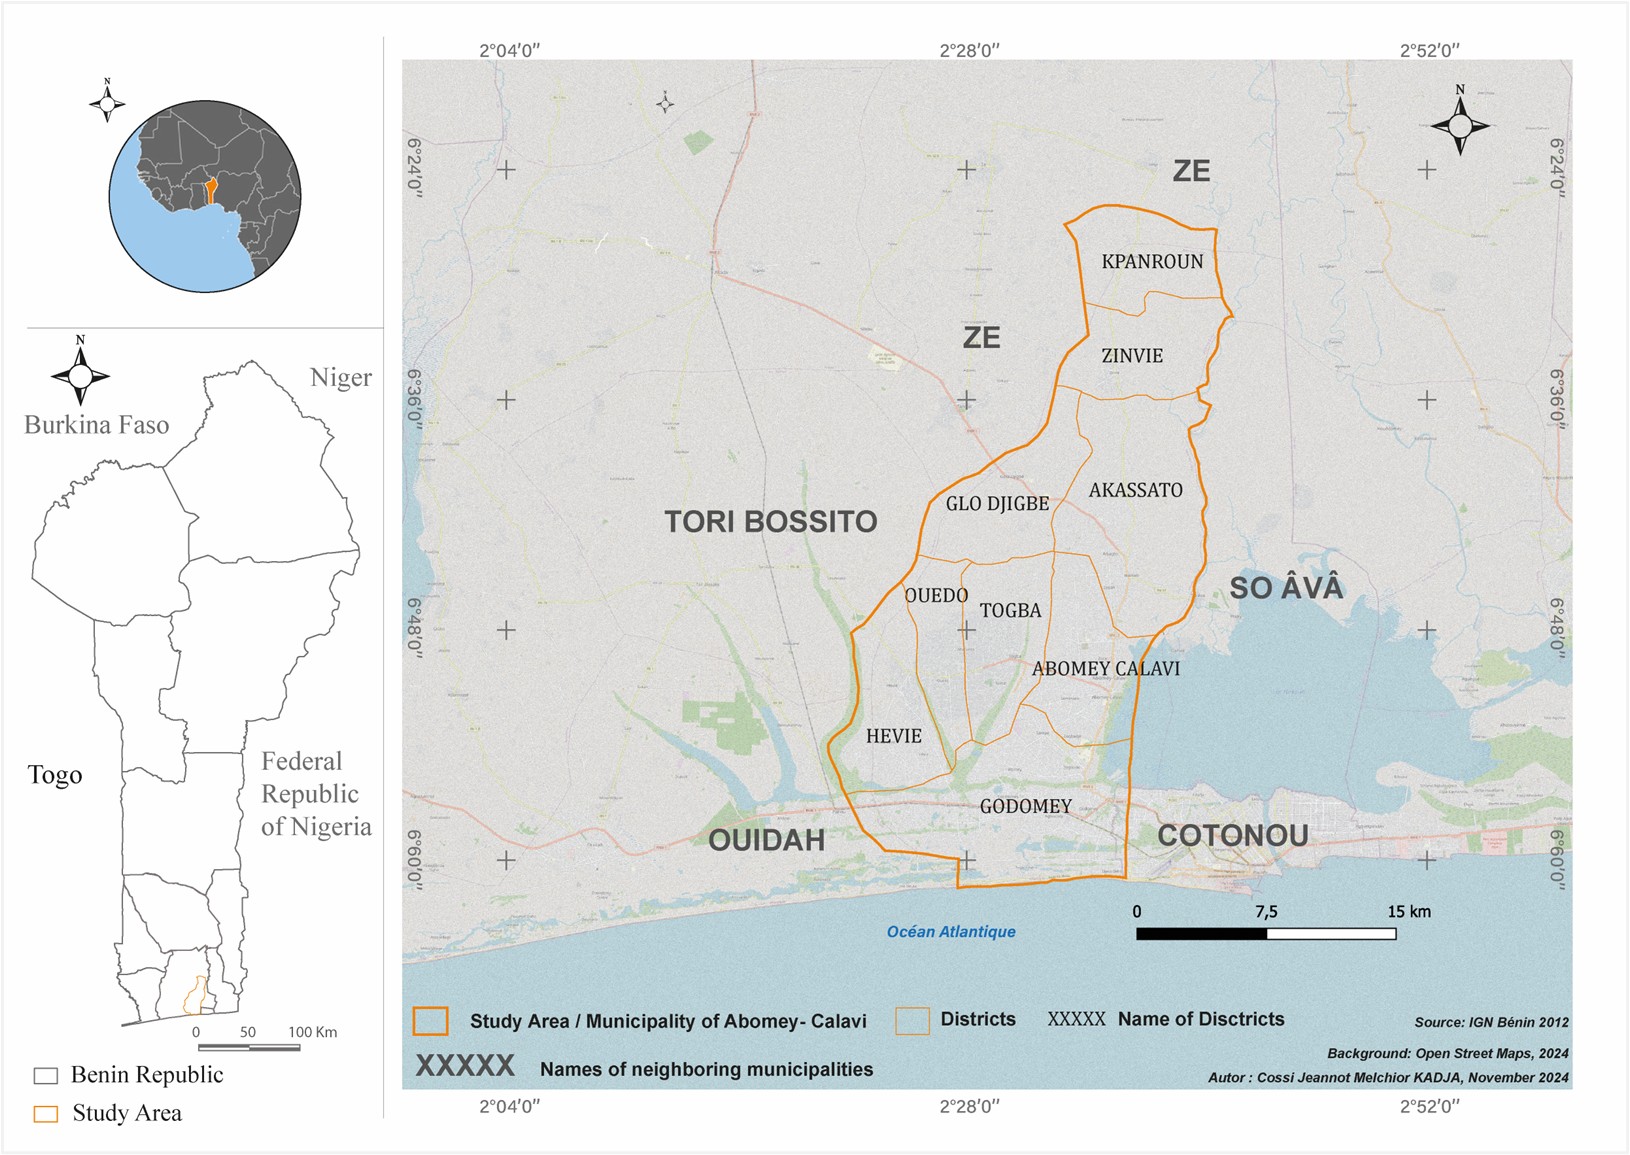 N
N
Niger
Burkina Faso
Togo
Federal
Republic
of Nigeria
0 50 100 Km
Benin Republic
Study Area
2°04′0″ 2°28′0″ 2°52′0″
N
6°24′0″ 6°24′0″
ZE
KPANROUN
ZE
ZINVIE
6°36′0″ 6°36′0″
AKASSATO
GLO DJIGBE
TORI BOSSITO
SO ÂVÂ
OUEDO
TOGBA
6°48′0″ 6°48′0″
ABOMEY CALAVI
HEVIE
GODOMEY
OUIDAH
COTONOU
6°60′0″ 6°60′0″
0 7,5 15 km
Océan Atlantique
Study Area / Municipality of Abomey- Calavi
Districts
XXXXX Name of Disctricts
XXXXX Names of neighboring municipalities
Source: IGN Bénin 2012
Background: Open Street Maps, 2024
Autor : Cossi Jeannot Melchior KADJA, November 2024
2°04′0″ 2°28′0″ 2°52′0″